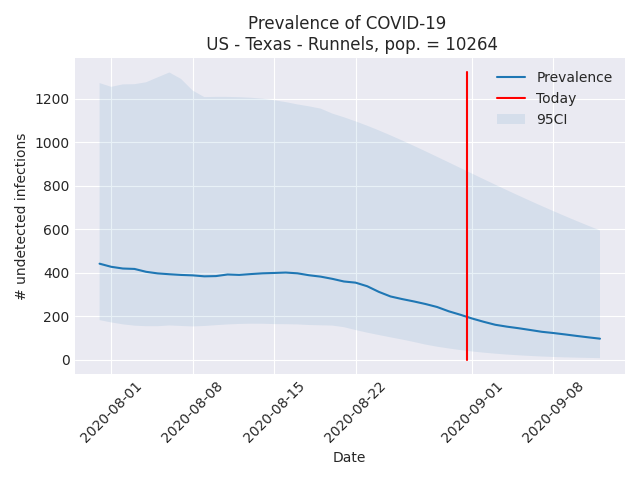 Prevalence of COVID-19
US - Texas - Runnels, pop. = 10264
Prevalence
Today
95CI
# undetected infections
1200
1000
800
600
400
200
0
2020-08-01
2020-08-08
2020-08-15
2020-08-22
2020-09-01
2020-09-08
Date